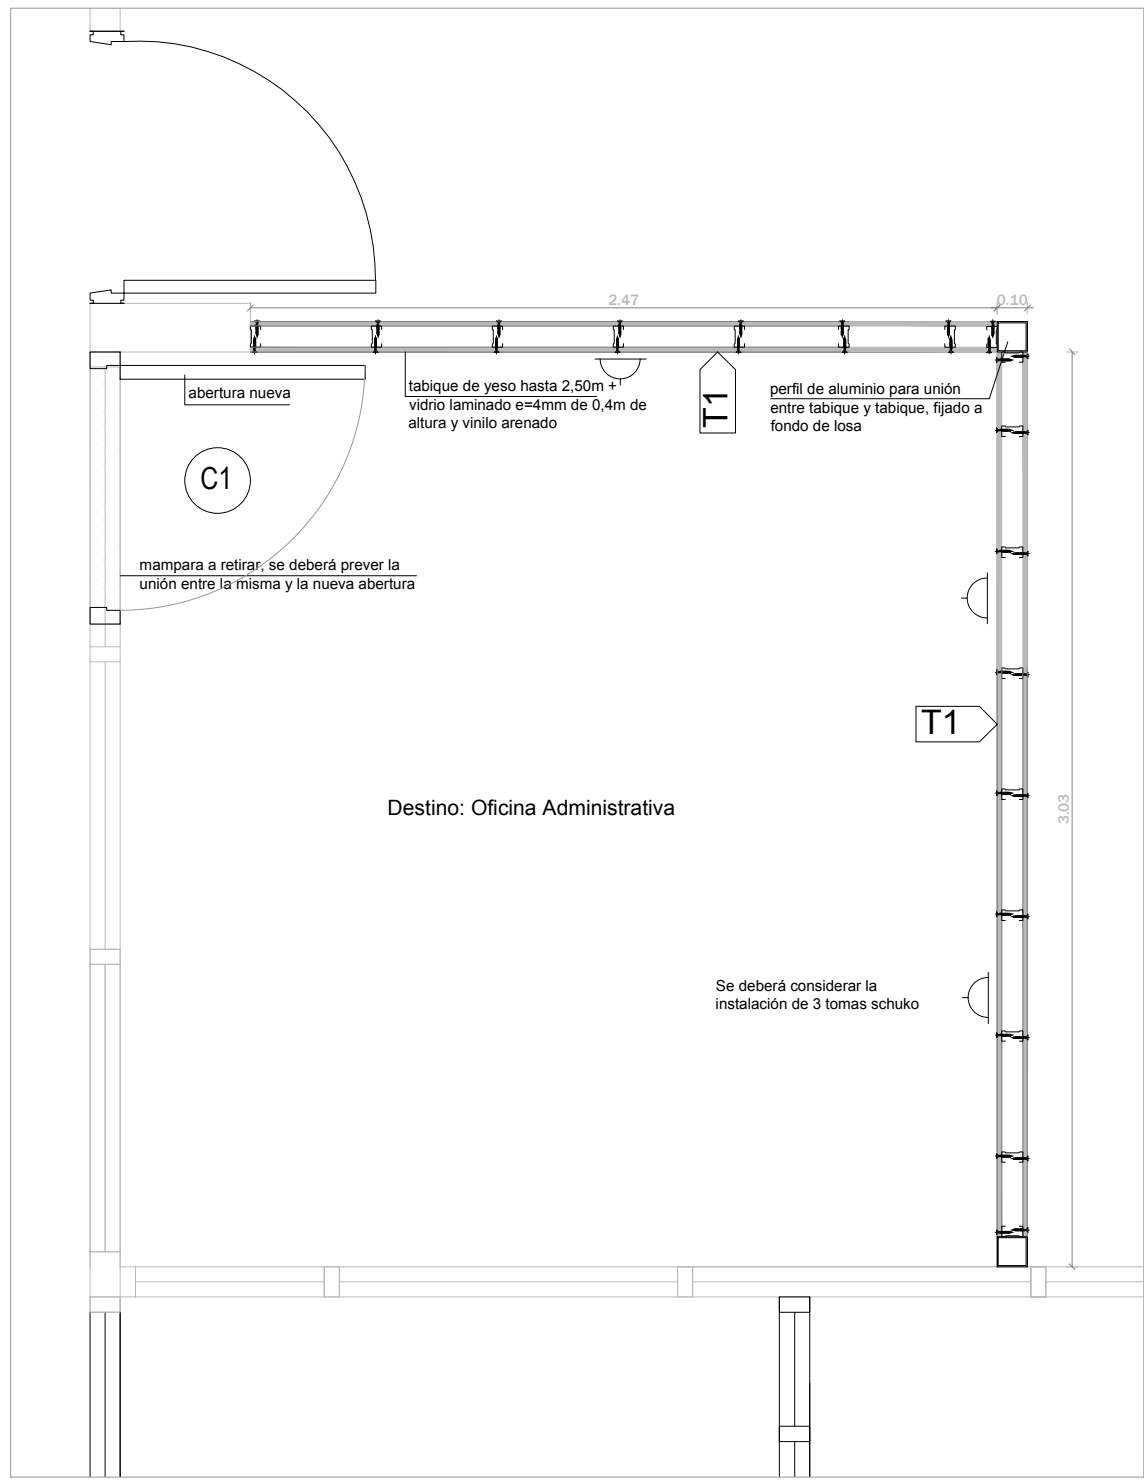 2.47
0.10
abertura nueva
tabique de yeso hasta 2,50m +
vidrio laminado e=4mm de 0,4m de
altura y vinilo arenado
T1
perfil de aluminio para unión
entre tabique y tabique, fijado a
fondo de losa
C1
mampara a retirar, se deberá prever la
unión entre la misma y la nueva abertura
T1
3.03
Destino: Oficina Administrativa
Se deberá considerar la
instalación de 3 tomas schuko